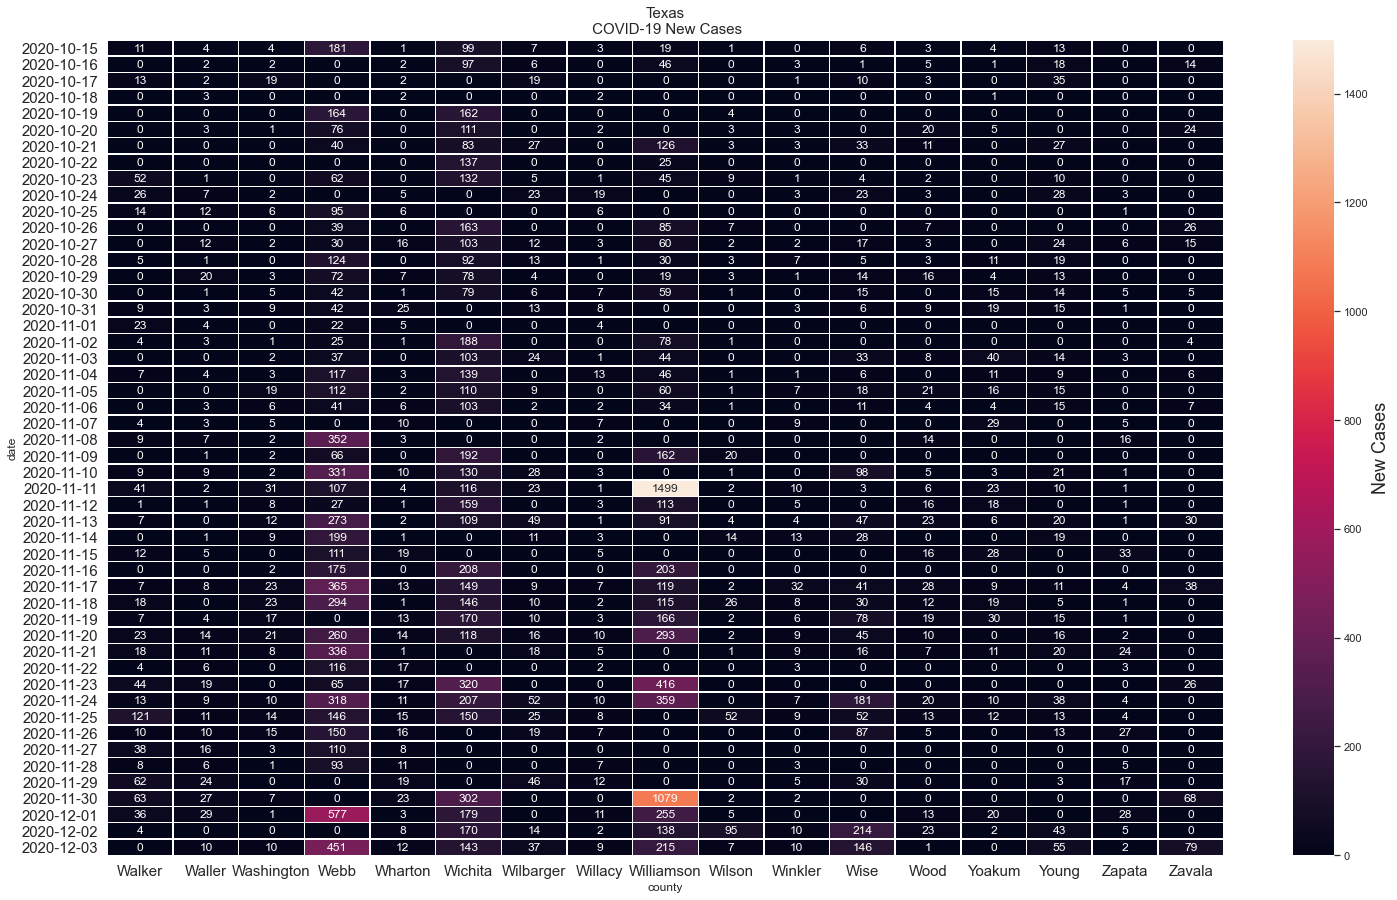 Texas
COVID-19 New Cases
2020-10-15 11 4 4 181 1 99 7 3 19 1 0 6 3 4 13 0 0
2020-10-16 0 2 2 0 2 97 6 0 46 0 3 1 5 1 18 0 14
2020-10-17 13 2 19 0 2 0 19 0 0 0 1 10 3 0 35 0 0
2020-10-18 0 3 0 0 2 0 0 2 0 0 0 0 0 1 0 0 0
2020-10-19 0 0 0 164 0 162 0 0 0 4 0 0 0 0 0 0 0
2020-10-20 0 3 1 76 0 111 0 2 0 3 3 0 20 5 0 0 24
2020-10-21 0 0 0 40 0 83 27 0 126 3 3 33 11 0 27 0 0
2020-10-22 0 0 0 0 0 137 0 0 25 0 0 0 0 0 0 0 0
2020-10-23 52 1 0 62 0 132 5 1 45 9 1 4 2 0 10 0 0
2020-10-24 26 7 2 0 5 0 23 19 0 0 3 23 3 0 28 3 0
2020-10-25 14 12 6 95 6 0 0 6 0 0 0 0 0 0 0 1 0
2020-10-26 0 0 0 39 0 163 0 0 85 7 0 0 7 0 0 0 26
2020-10-27 0 12 2 30 16 103 12 3 60 2 2 17 3 0 24 6 15
2020-10-28 5 1 0 124 0 92 13 1 30 3 7 5 3 11 19 0 0
2020-10-29 0 20 3 72 7 78 4 0 19 3 1 14 16 4 13 0 0
2020-10-30 0 1 5 42 1 79 6 7 59 1 0 15 0 15 14 5 5
2020-10-31 9 3 9 42 25 0 13 8 0 0 3 6 9 19 15 1 0
2020-11-01 23 4 0 22 5 0 0 4 0 0 0 0 0 0 0 0 0
2020-11-02 4 3 1 25 1 188 0 0 78 1 0 0 0 0 0 0 4
2020-11-03 0 0 2 37 0 103 24 1 44 0 0 33 8 40 14 3 0
2020-11-04 7 4 3 117 3 139 0 13 46 1 1 6 0 11 9 0 6
2020-11-05 0 0 19 112 2 110 9 0 60 1 7 18 21 16 15 0 0
2020-11-06 0 3 6 41 6 103 2 2 34 1 0 11 4 4 15 0 7
2020-11-07 4 3 5 0 10 0 0 7 0 0 9 0 0 29 0 5 0
2020-11-08 9 7 2 352 3 0 0 2 0 0 0 0 14 0 0 16 0
2020-11-09 0 1 2 66 0 192 0 0 162 20 0 0 0 0 0 0 0
2020-11-10 9 9 2 331 10 130 28 3 0 1 0 98 5 3 21 1 0
2020-11-11 41 2 31 107 4 116 23 1 1499 2 10 3 6 23 10 1 0
2020-11-12 1 1 8 27 1 159 0 3 113 0 5 0 16 18 0 1 0
2020-11-13 7 0 12 273 2 109 49 1 91 4 4 47 23 6 20 1 30
2020-11-14 0 1 9 199 1 0 11 3 0 14 13 28 0 0 19 0 0
2020-11-15 12 5 0 111 19 0 0 5 0 0 0 0 16 28 0 33 0
2020-11-16 0 0 2 175 0 208 0 0 203 0 0 0 0 0 0 0 0
2020-11-17 7 8 23 365 13 149 9 7 119 2 32 41 28 9 11 4 38
2020-11-18 18 0 23 294 1 146 10 2 115 26 8 30 12 19 5 1 0
2020-11-19 7 4 17 0 13 170 10 3 166 2 6 78 19 30 15 1 0
2020-11-20 23 14 21 260 14 118 16 10 293 2 9 45 10 0 16 2 0
2020-11-21 18 11 8 336 1 0 18 5 0 1 9 16 7 11 20 24 0
2020-11-22 4 6 0 116 17 0 0 2 0 0 3 0 0 0 0 3 0
2020-11-23 44 19 0 65 17 320 0 0 416 0 0 0 0 0 0 0 26
2020-11-24 13 9 10 318 11 207 52 10 359 0 7 181 20 10 38 4 0
2020-11-25 121 11 14 146 15 150 25 8 0 52 9 52 13 12 13 4 0
2020-11-26 10 10 15 150 16 0 19 7 0 0 0 87 5 0 13 27 0
2020-11-27 38 16 3 110 8 0 0 0 0 0 0 0 0 0 0 0 0
2020-11-28 8 6 1 93 11 0 0 7 0 0 3 0 0 0 0 5 0
2020-11-29 62 24 0 0 19 0 46 12 0 0 5 30 0 0 3 17 0
2020-11-30 63 27 7 0 23 302 0 0 1079 2 2 0 0 0 0 0 68
2020-12-01 36 29 1 577 3 179 0 11 255 5 0 0 13 20 0 28 0
2020-12-02 4 0 0 0 8 170 14 2 138 95 10 214 23 2 43 5 0
2020-12-03 0 10 10 451 12 143 37 9 215 7 10 146 1 0 55 2 79
Walker Waller Washington Webb Wharton Wichita Wilbarger Willacy Williamson Wilson Winkler Wise Wood Yoakum Young Zapata Zavala
county
date
1400
1200
1000
800
600
400
200
0
New Cases